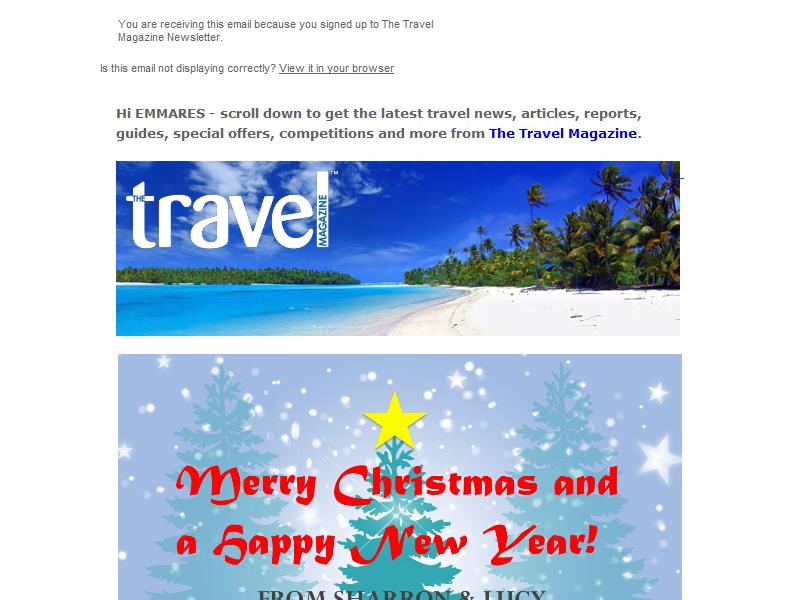 You are receiving this email because you signed up to The Travel
Magazine Newsletter.
Is this email not displaying correctly? View it in your browser
Hi EMMARES - scroll down to get the latest travel news, articles, reports,
guides, special offers, competitions and more from The Travel Magazine.
THE travel MAGAZINE ™
Merry Christmas and
a Happy New Year!
FROM SHARRON & LUCY